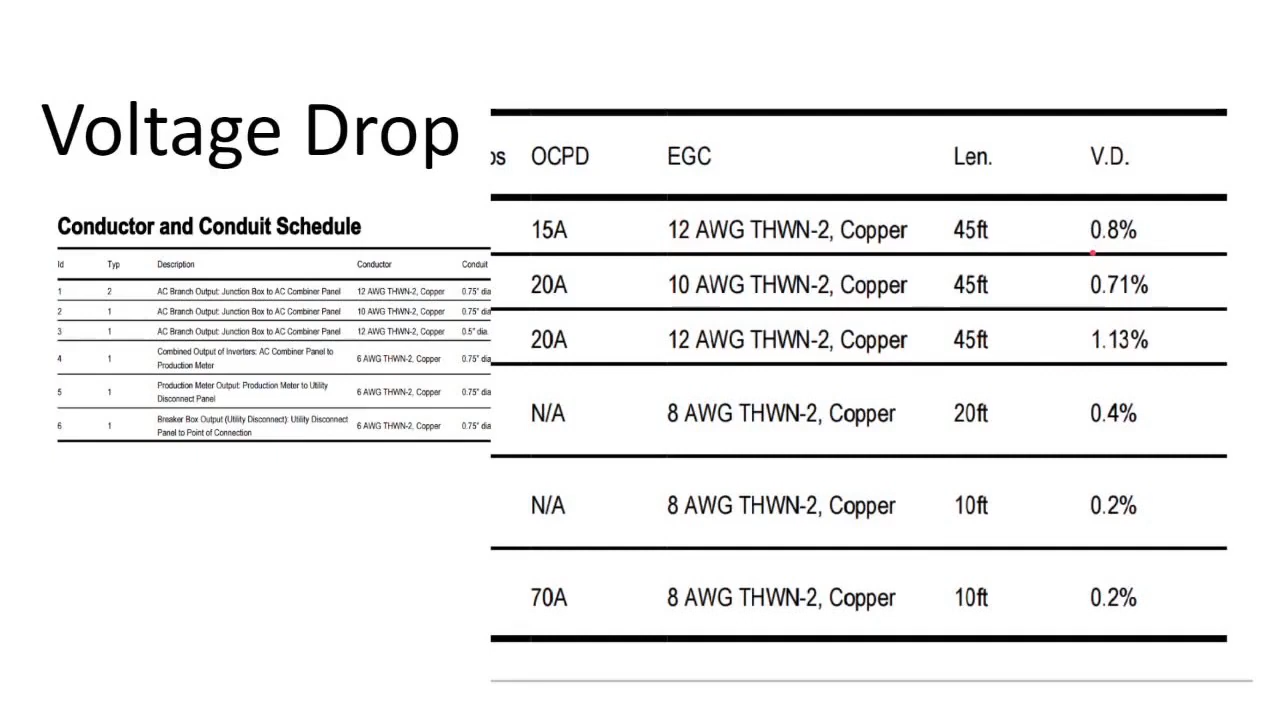 Voltage Drop
Conductor and Conduit Schedule
Id Typ Description Conductor Conduit
1 2 AC Branch Output: Junction Box to AC Combiner Panel 12 AWG THWN-2, Copper 0.75" dia
2 1 AC Branch Output: Junction Box to AC Combiner Panel 10 AWG THWN-2, Copper 0.75" dia
3 1 AC Branch Output: Junction Box to AC Combiner Panel 12 AWG THWN-2, Copper 0.5" dia.
4 1 Combined Output of Inverters: AC Combiner Panel to 6 AWG THWN-2, Copper 0.75" dia
Production Meter
5 1 Production Meter Output: Production Meter to Utility 6 AWG THWN-2, Copper 0.75" dia
Disconnect Panel
6 1 Breaker Box Output (Utility Disconnect): Utility Disconnect 6 AWG THWN-2, Copper 0.75" dia
Panel to Point of Connection
OCPD EGC Len. V.D.
15A 12 AWG THWN-2, Copper 45ft 0.8%
20A 10 AWG THWN-2, Copper 45ft 0.71%
20A 12 AWG THWN-2, Copper 45ft 1.13%
N/A 8 AWG THWN-2, Copper 20ft 0.4%
N/A 8 AWG THWN-2, Copper 10ft 0.2%
70A 8 AWG THWN-2, Copper 10ft 0.2%